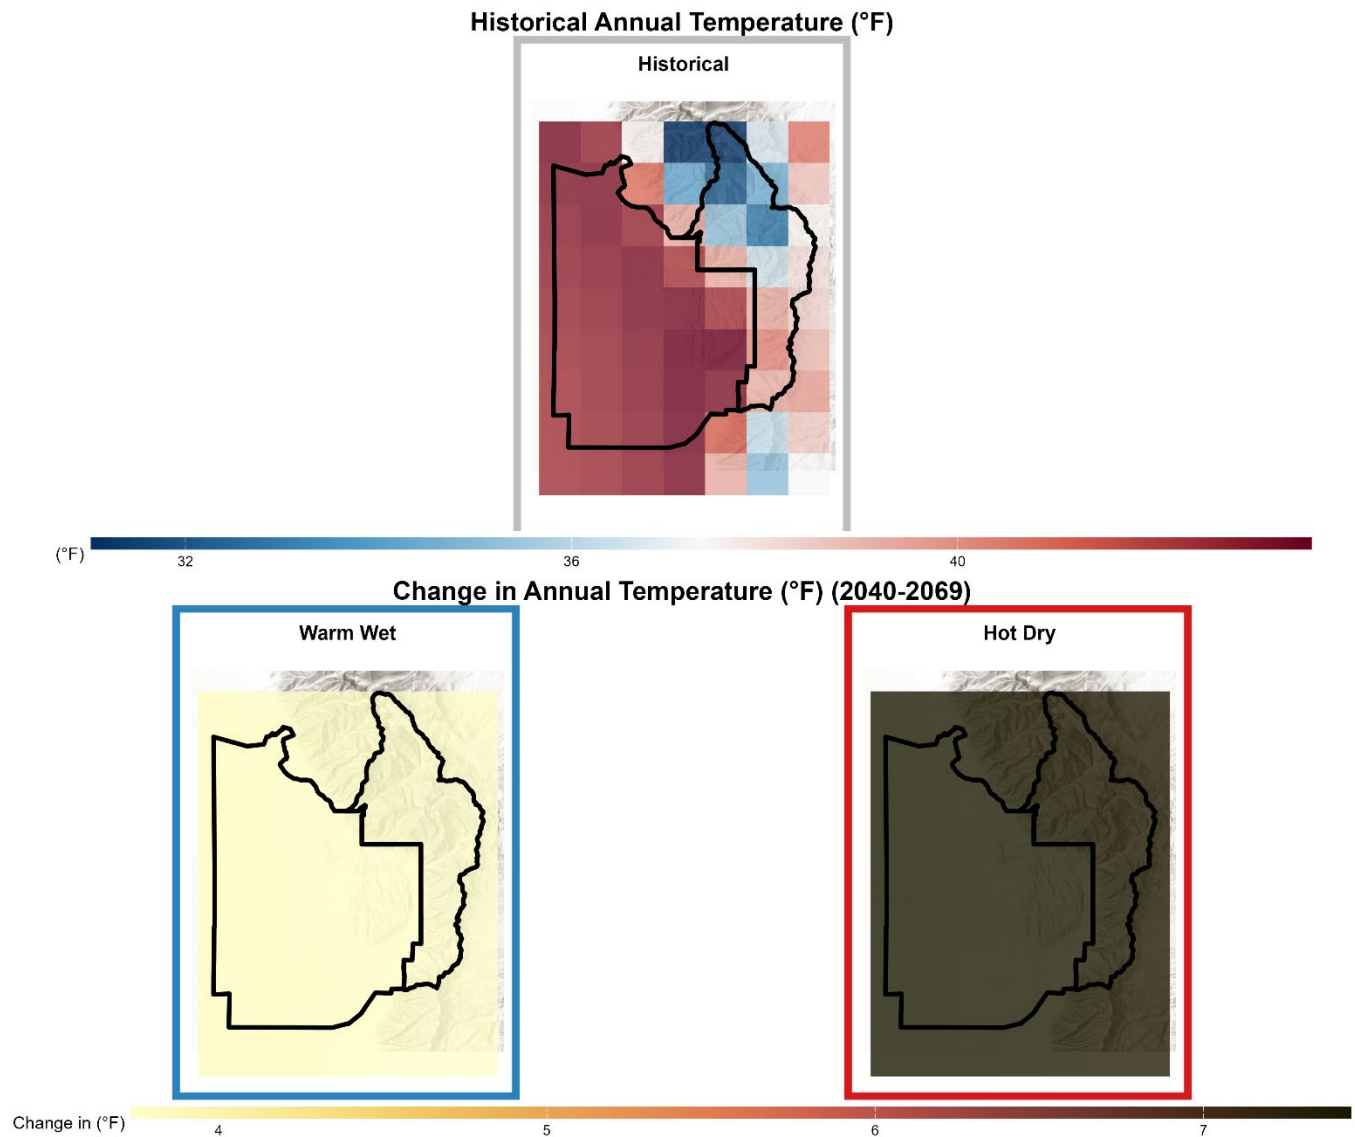 Historical Annual Temperature (°F)
Historical
(°F)
32 36 40
Change in Annual Temperature (°F) (2040-2069)
Warm Wet
Hot Dry
Change in (°F)
4 5 6 7